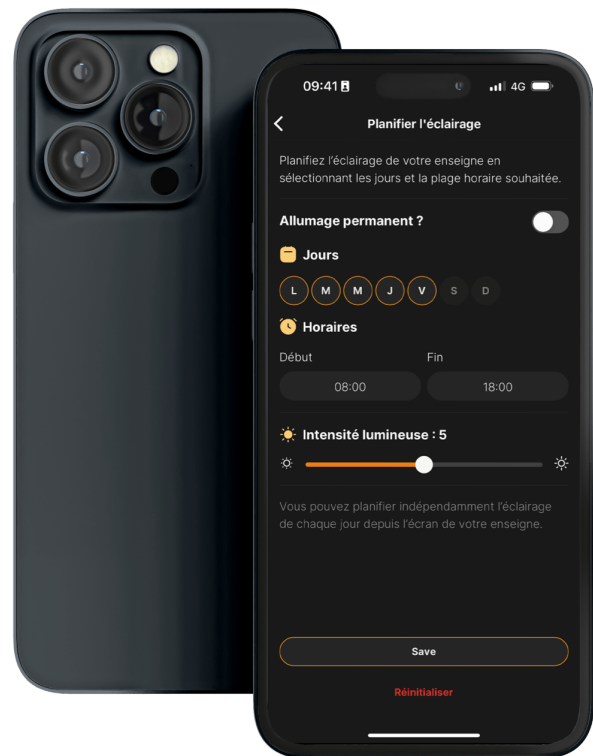 09:41 4G
Planifier l'éclairage
Planifiez l'éclairage de votre enseigne en
sélectionnant les jours et la plage horaire souhaitée.
Allumage permanent ?
Jours
L M M J V S D
Horaires
Début Fin
08:00 18:00
Intensité lumineuse : 5
Vous pouvez planifier indépendamment l'éclairage
de chaque jour depuis l'écran de votre enseigne.
Save
Réinitialiser